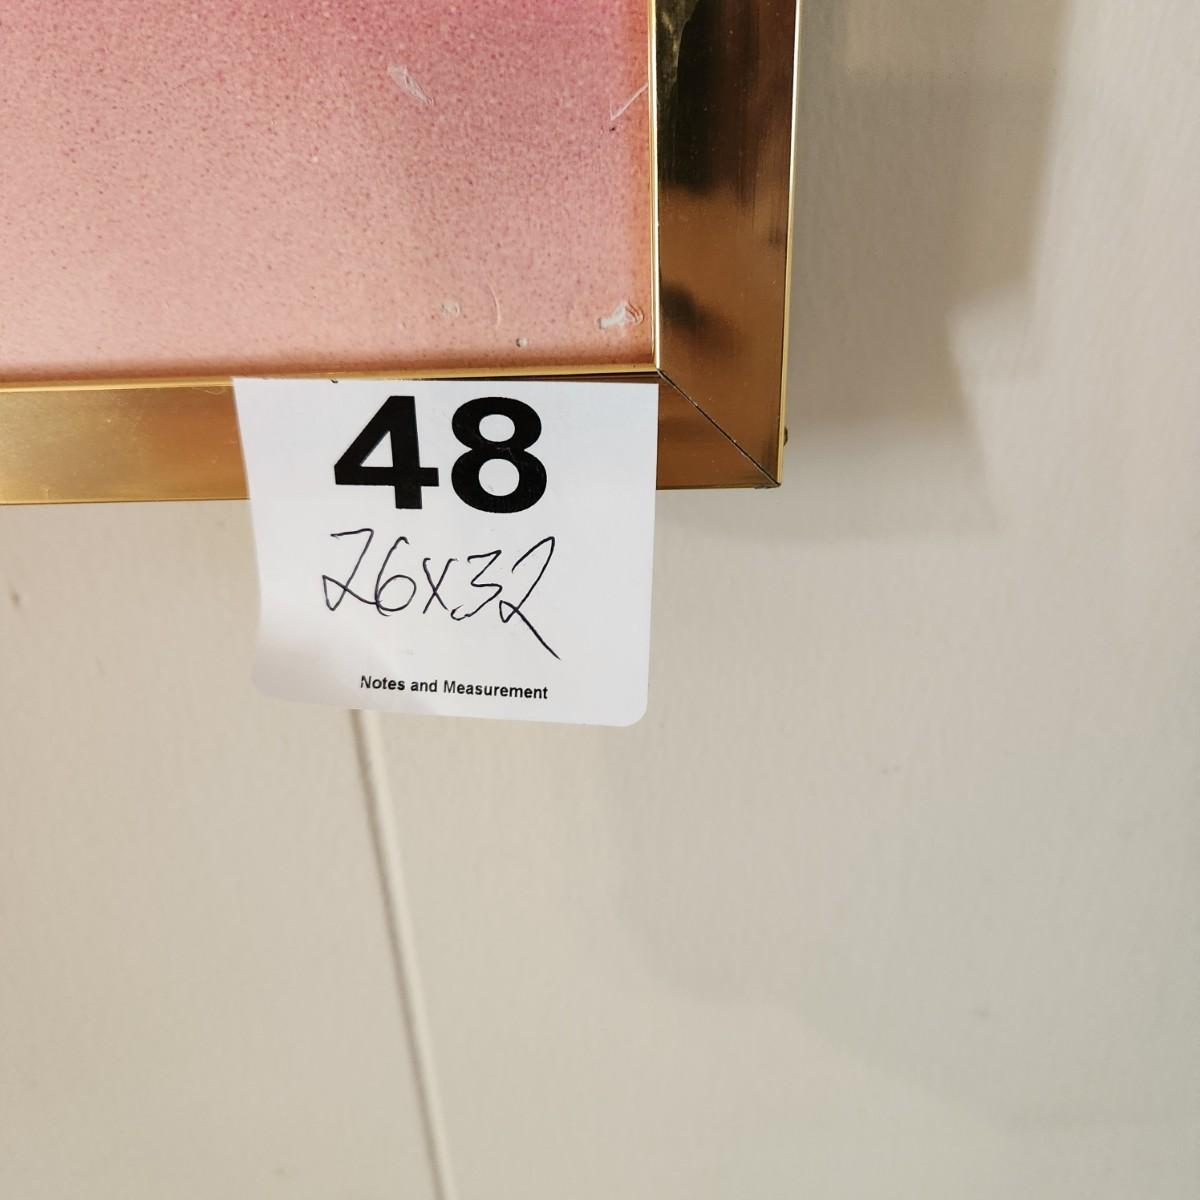 48
26x32
Notes and Measurement